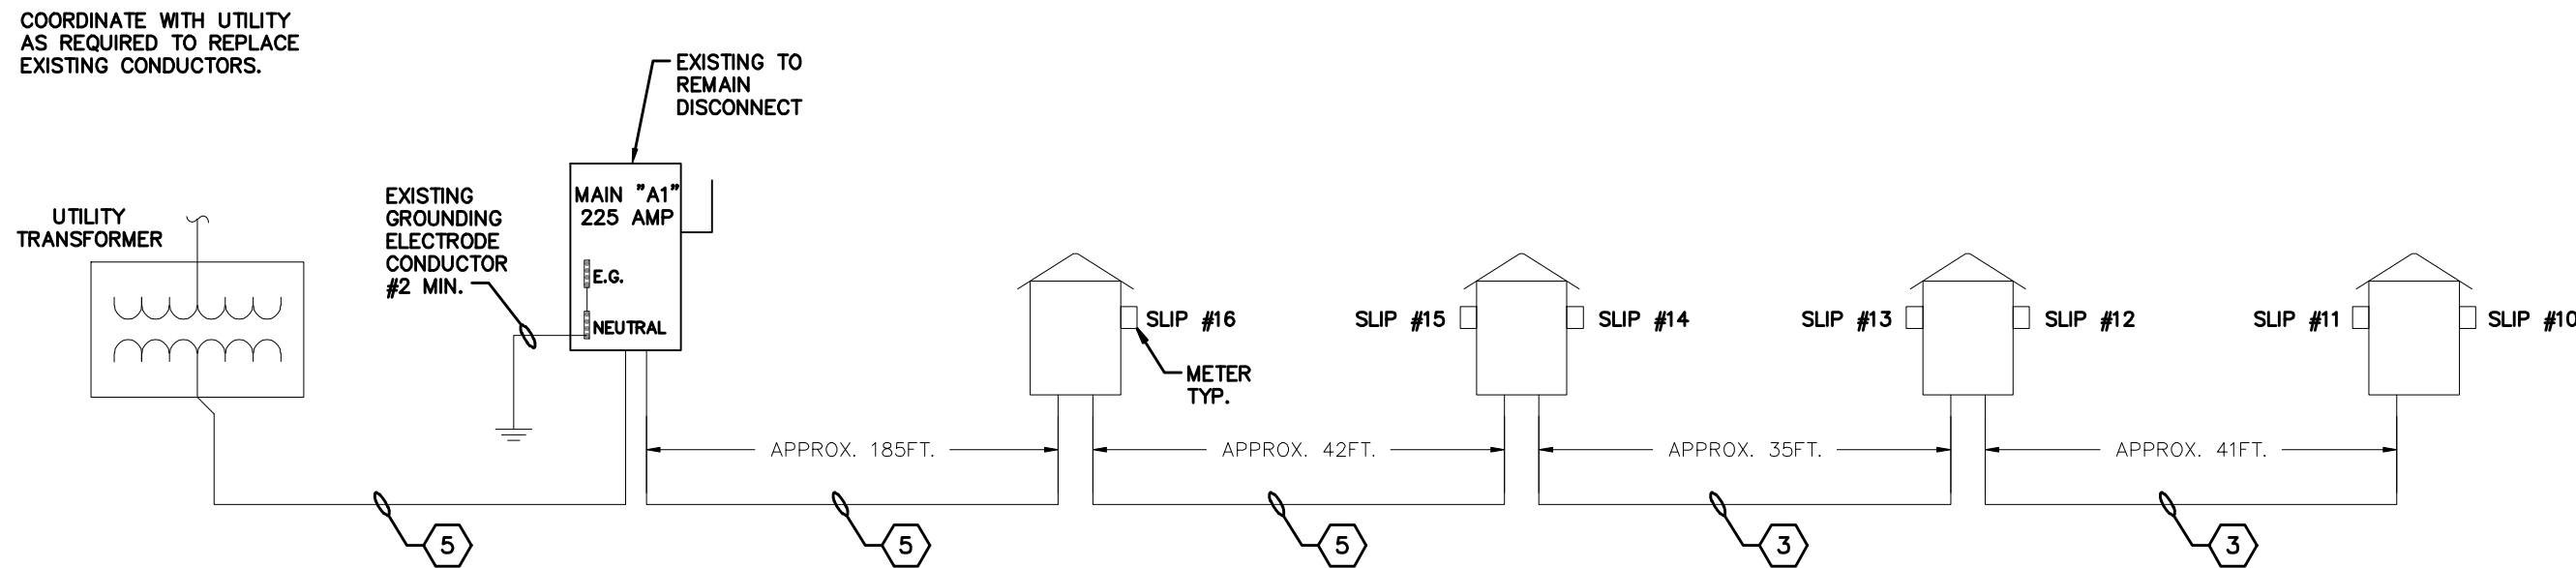 COORDINATE WITH UTILITY
AS REQUIRED TO REPLACE
EXISTING CONDUCTORS.
EXISTING TO
REMAIN
DISCONNECT
UTILITY
TRANSFORMER
EXISTING
GROUNDING
ELECTRODE
CONDUCTOR
#2 MIN.
MAIN "A1"
225 AMP
E.G.
NEUTRAL
SLIP #16
METER
TYP.
SLIP #15
SLIP #14
SLIP #13
SLIP #12
SLIP #11
SLIP #10
APPROX. 185FT.
APPROX. 42FT.
APPROX. 35FT.
APPROX. 41FT.
5
5
5
3
3